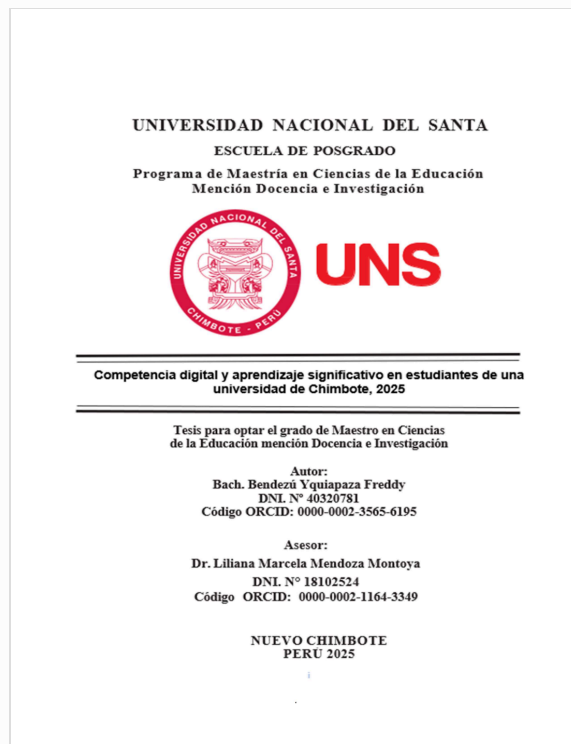 UNIVERSIDAD NACIONAL DEL SANTA
ESCUELA DE POSGRADO
Programa de Maestría en Ciencias de la Educación
Mención Docencia e Investigación
UNIVERSIDAD NACIONAL DEL SANTA
CHIMBOTE - PERÚ
UNS
Competencia digital y aprendizaje significativo en estudiantes de una
universidad de Chimbote, 2025
Tesis para optar el grado de Maestro en Ciencias
de la Educación mención Docencia e Investigación
Autor:
Bach. Bendezú Yquiapaza Freddy
DNI. Nº 40320781
Código ORCID: 0000-0002-3565-6195
Asesor:
Dr. Liliana Marcela Mendoza Montoya
DNI. N° 18102524
Código ORCID: 0000-0002-1164-3349
NUEVO CHIMBOTE
PERÚ 2025
i